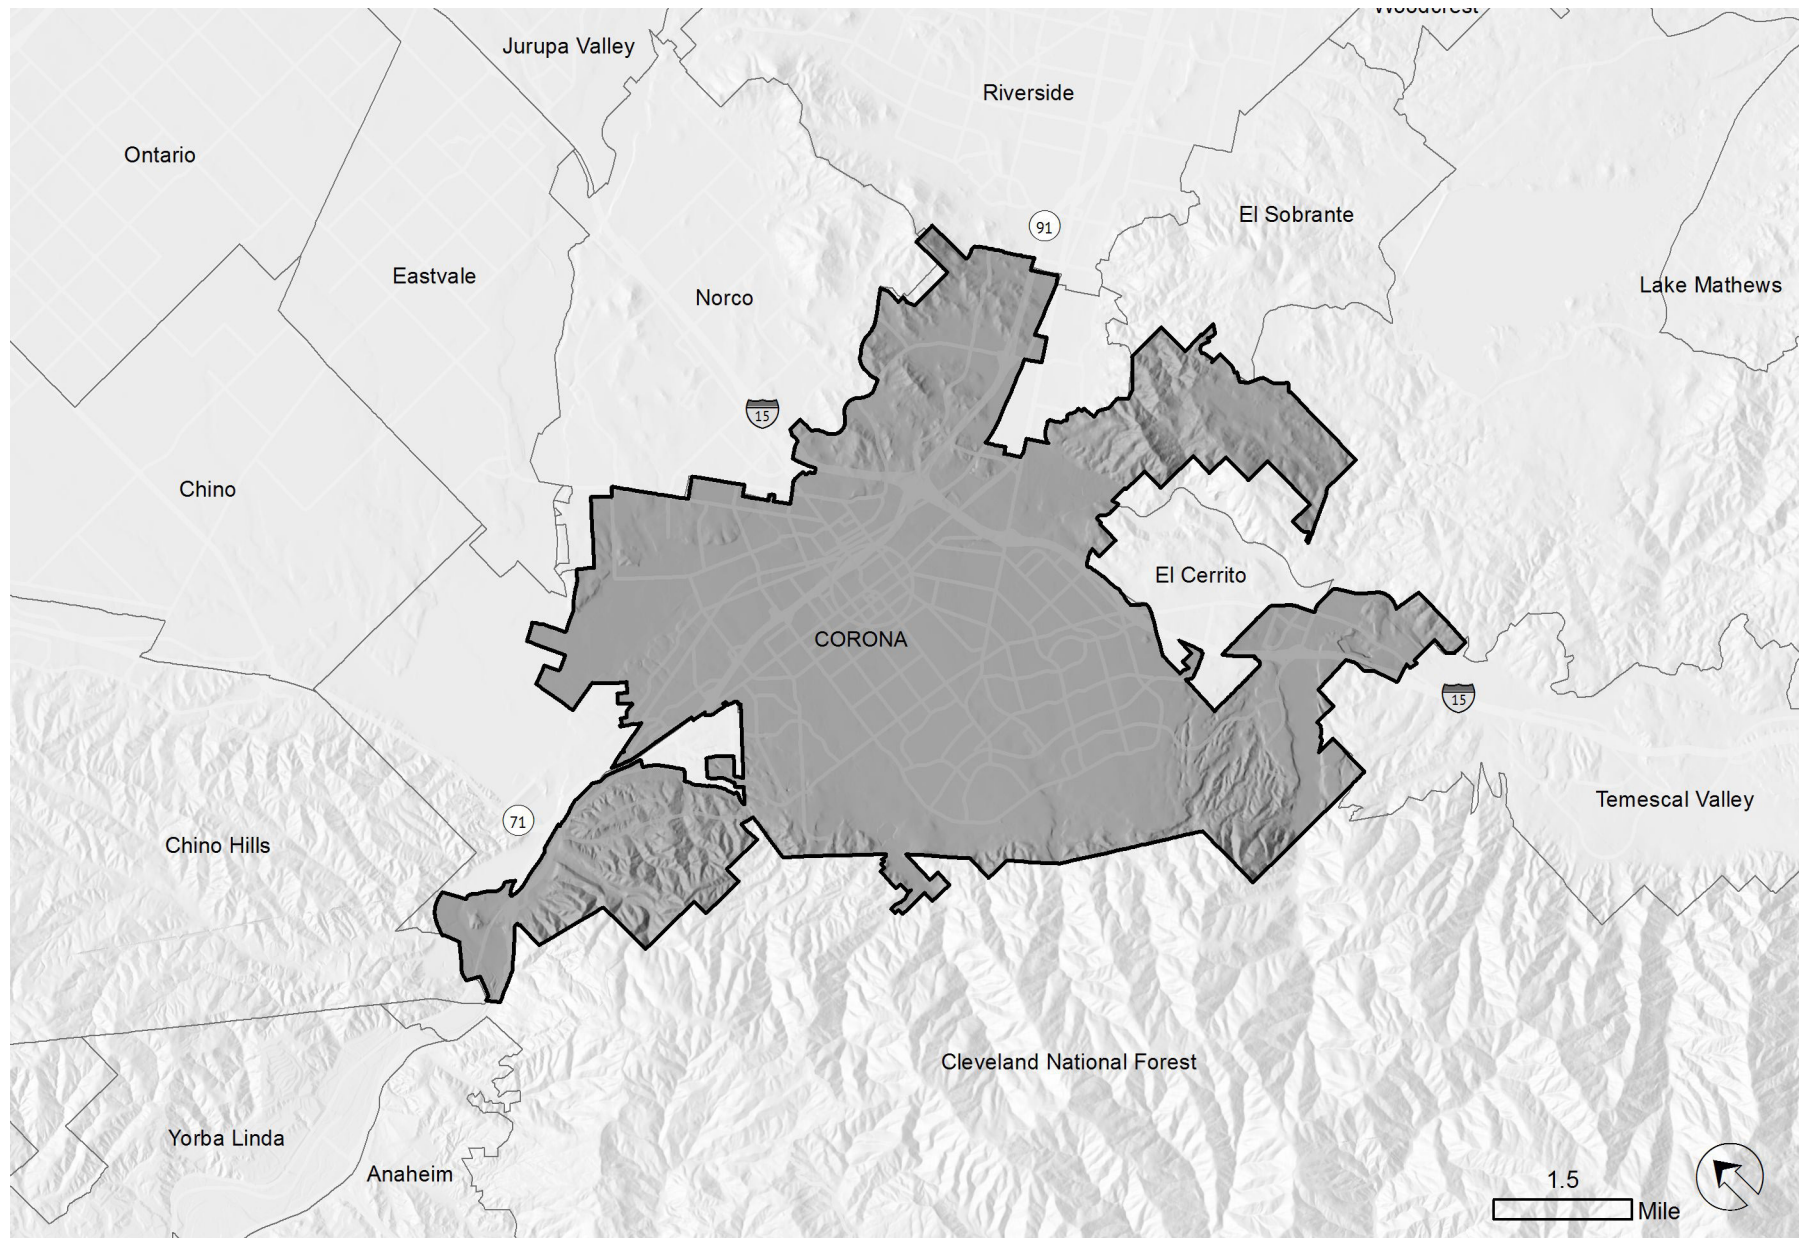 Woodcrest
Jurupa Valley
Riverside
Ontario
El Sobrante
91
Eastvale
Lake Mathews
Norco
15
Chino
El Cerrito
CORONA
15
Temescal Valley
71
Chino Hills
Cleveland National Forest
Yorba Linda
Anaheim
1.5
Mile